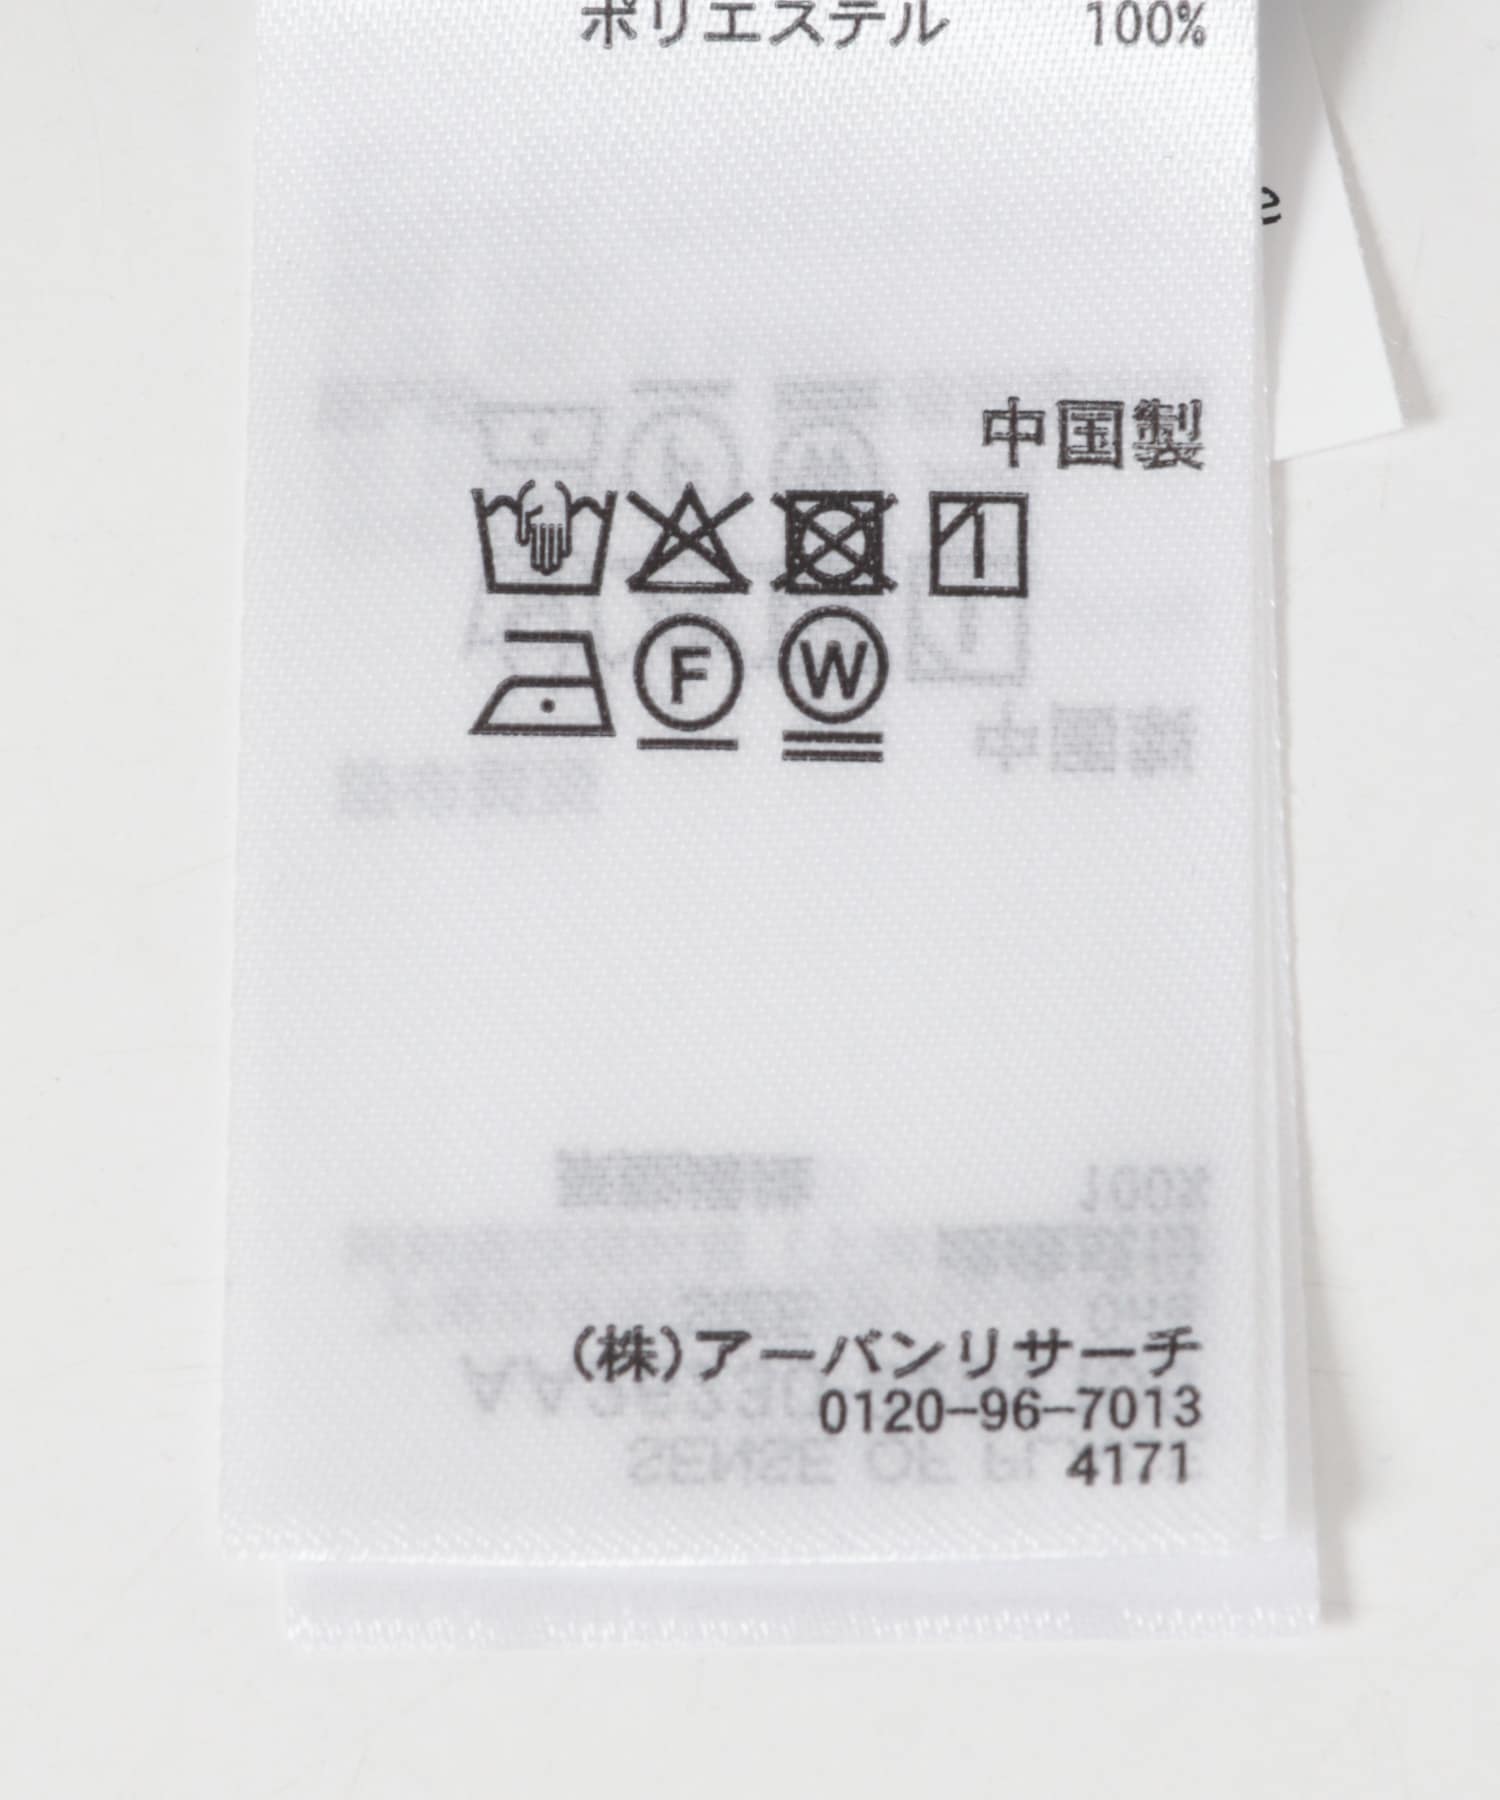 ポリエステル 100%
e
中国製
F W
(株)アーバンリサーチ
0120-96-7013
4171